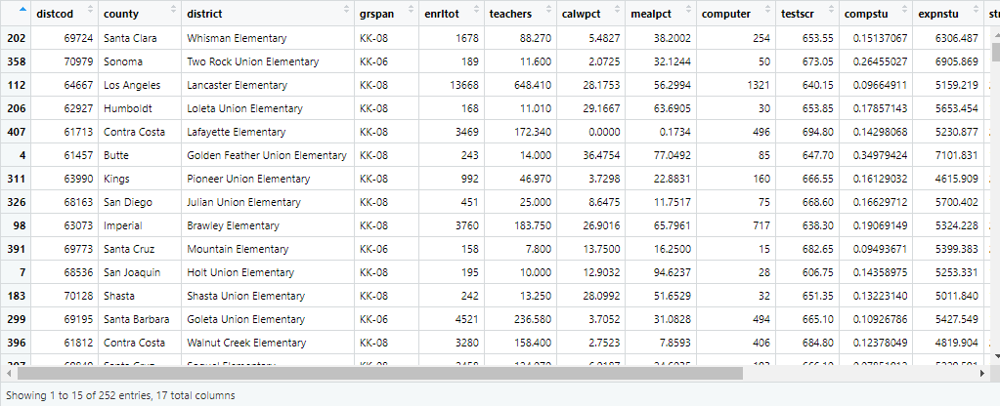 distcod county district grspan enrltot teachers calwpct mealpct computer testscr compstu expnstu
202 69724 Santa Clara Whisman Elementary KK-08 1678 88.270 5.4827 38.2002 254 653.55 0.15137067 6306.487
358 70979 Sonoma Two Rock Union Elementary KK-06 189 11.600 2.0725 32.1244 50 673.05 0.26455027 6905.869
112 64667 Los Angeles Lancaster Elementary KK-08 13668 648.410 28.1753 56.2994 1321 640.15 0.09664911 5159.219
206 62927 Humboldt Loleta Union Elementary KK-08 168 11.010 29.1667 63.6905 30 653.85 0.17857143 5653.454
407 61713 Contra Costa Lafayette Elementary KK-08 3469 172.340 0.0000 0.1734 496 694.80 0.14298068 5230.877
4 61457 Butte Golden Feather Union Elementary KK-08 243 14.000 36.4754 77.0492 85 647.70 0.34979424 7101.831
311 63990 Kings Pioneer Union Elementary KK-08 992 46.970 3.7298 22.8831 160 666.55 0.16129032 4615.909
326 68163 San Diego Julian Union Elementary KK-08 451 25.000 8.6475 11.7517 75 668.60 0.16629712 5700.402
98 63073 Imperial Brawley Elementary KK-08 3760 183.750 26.9016 65.7961 717 638.30 0.19069149 5324.228
391 69773 Santa Cruz Mountain Elementary KK-06 158 7.800 13.7500 16.2500 15 682.65 0.09493671 5399.383
7 68536 San Joaquin Holt Union Elementary KK-08 195 10.000 12.9032 94.6237 28 606.75 0.14358975 5253.331
183 70128 Shasta Shasta Union Elementary KK-08 242 13.250 28.0992 51.6529 32 651.35 0.13223140 5011.840
299 69195 Santa Barbara Goleta Union Elementary KK-06 4521 236.580 3.7052 31.0828 494 665.10 0.10926786 5427.549
396 61812 Contra Costa Walnut Creek Elementary KK-08 3280 158.400 2.7523 7.8593 406 684.80 0.12378049 4819.904
Showing 1 to 15 of 252 entries, 17 total columns